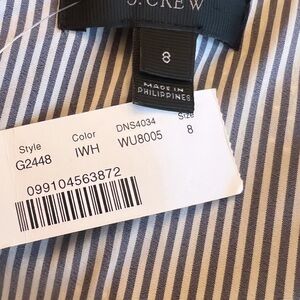 J.CREW
8
MADE IN
PHILIPPINES
Style Color DNS4034 Size
G2448 IWH WU8005 8
099104563872